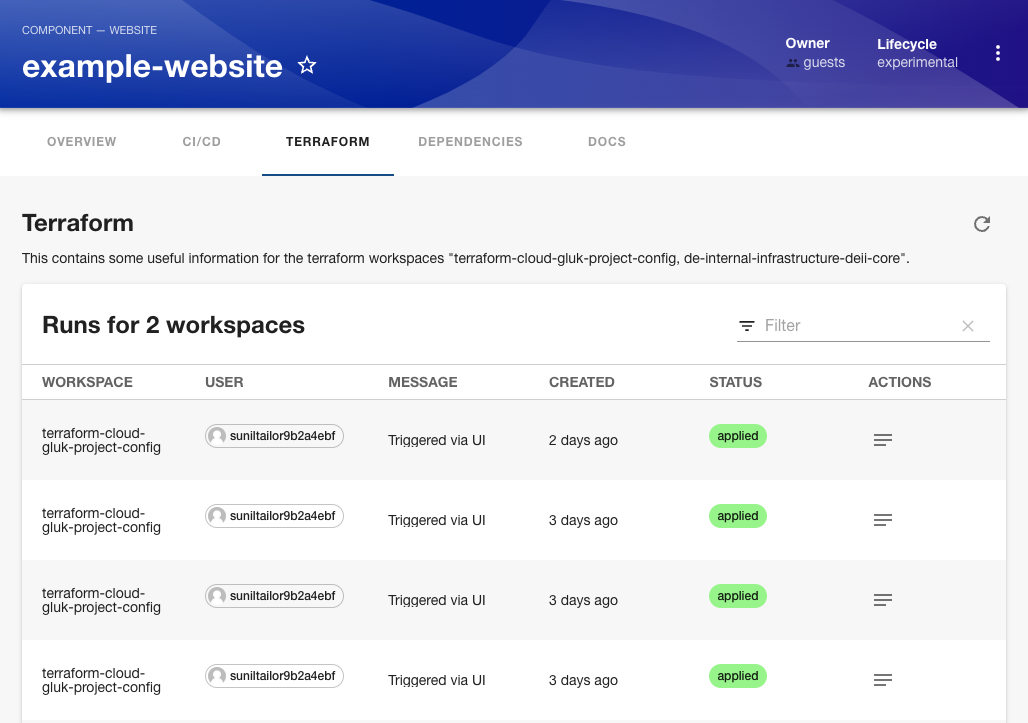 COMPONENT — WEBSITE
example-website
Owner
guests
Lifecycle
experimental
OVERVIEW
CI/CD
TERRAFORM
DEPENDENCIES
DOCS
Terraform
This contains some useful information for the terraform workspaces "terraform-cloud-gluk-project-config, de-internal-infrastructure-deii-core".
Runs for 2 workspaces
Filter
WORKSPACE USER MESSAGE CREATED STATUS ACTIONS
terraform-cloud-
gluk-project-config
suniltailor9b2a4ebf
Triggered via UI
2 days ago
applied
terraform-cloud-
gluk-project-config
suniltailor9b2a4ebf
Triggered via UI
3 days ago
applied
terraform-cloud-
gluk-project-config
suniltailor9b2a4ebf
Triggered via UI
3 days ago
applied
terraform-cloud-
gluk-project-config
suniltailor9b2a4ebf
Triggered via UI
3 days ago
applied